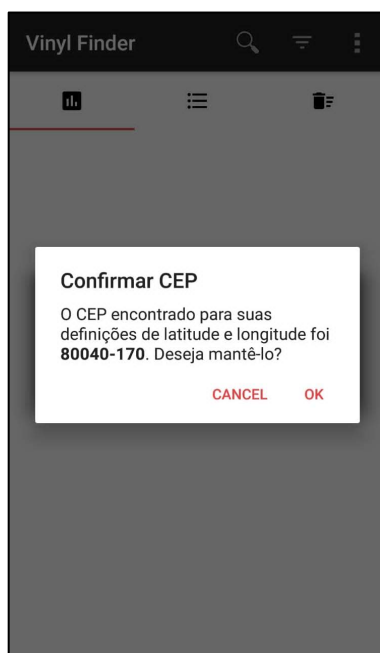 Vinyl Finder
Confirmar CEP
O CEP encontrado para suas
definições de latitude e longitude foi
80040-170. Deseja mantê-lo?
CANCEL OK